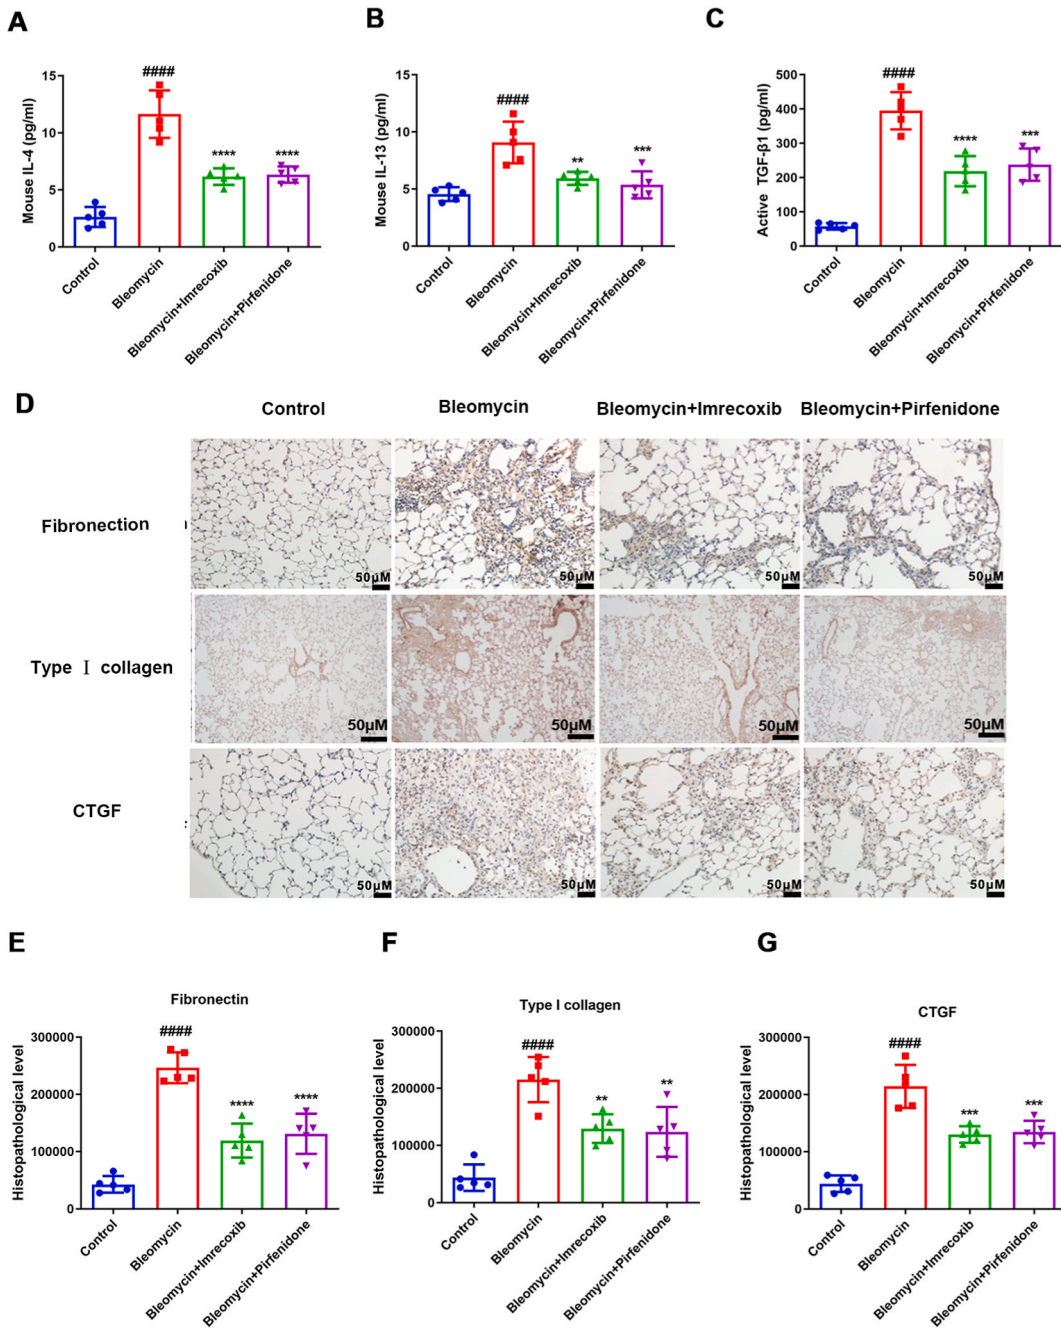 A
B
C
Mouse IL-4 (pg/ml)
15
10
5
0
####
****
****
Control
Bleomycin
Bleomycin+Imrecoxib
Bleomycin+Pirfenidone
Mouse IL-13 (pg/ml)
15
10
5
0
####
**
***
Control
Bleomycin
Bleomycin+Imrecoxib
Bleomycin+Pirfenidone
Active TGF-β1 (pg/ml)
500
400
300
200
100
0
####
****
***
Control
Bleomycin
Bleomycin+Imrecoxib
Bleomycin+Pirfenidone
D
Control
Bleomycin
Bleomycin+Imrecoxib
Bleomycin+Pirfenidone
Fibronection
50μM
50μM
50μM
50μM
Type I collagen
50μM
50μM
50μM
50μM
CTGF
50μM
50μM
50μM
50μM
E
F
G
Fibronectin
Histopathological level
300000
200000
100000
0
####
****
****
Control
Bleomycin
Bleomycin+Imrecoxib
Bleomycin+Pirfenidone
Type I collagen
Histopathological level
300000
200000
100000
0
####
**
**
Control
Bleomycin
Bleomycin+Imrecoxib
Bleomycin+Pirfenidone
CTGF
Histopathological level
300000
200000
100000
0
####
***
***
Control
Bleomycin
Bleomycin+Imrecoxib
Bleomycin+Pirfenidone